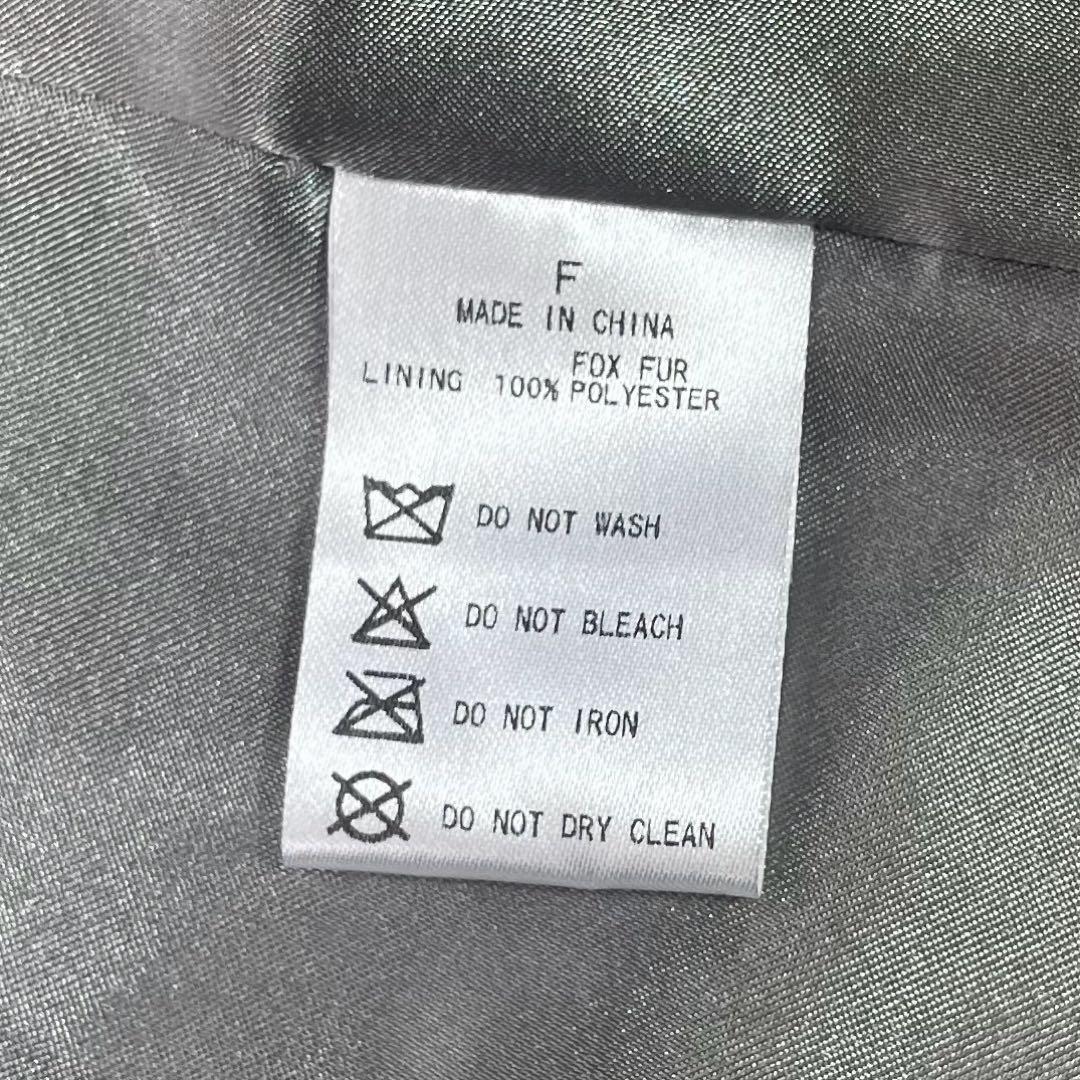 F
MADE IN CHINA
FOX FUR
LINING 100% POLYESTER
DO NOT WASH
DO NOT BLEACH
DO NOT IRON
DO NOT DRY CLEAN